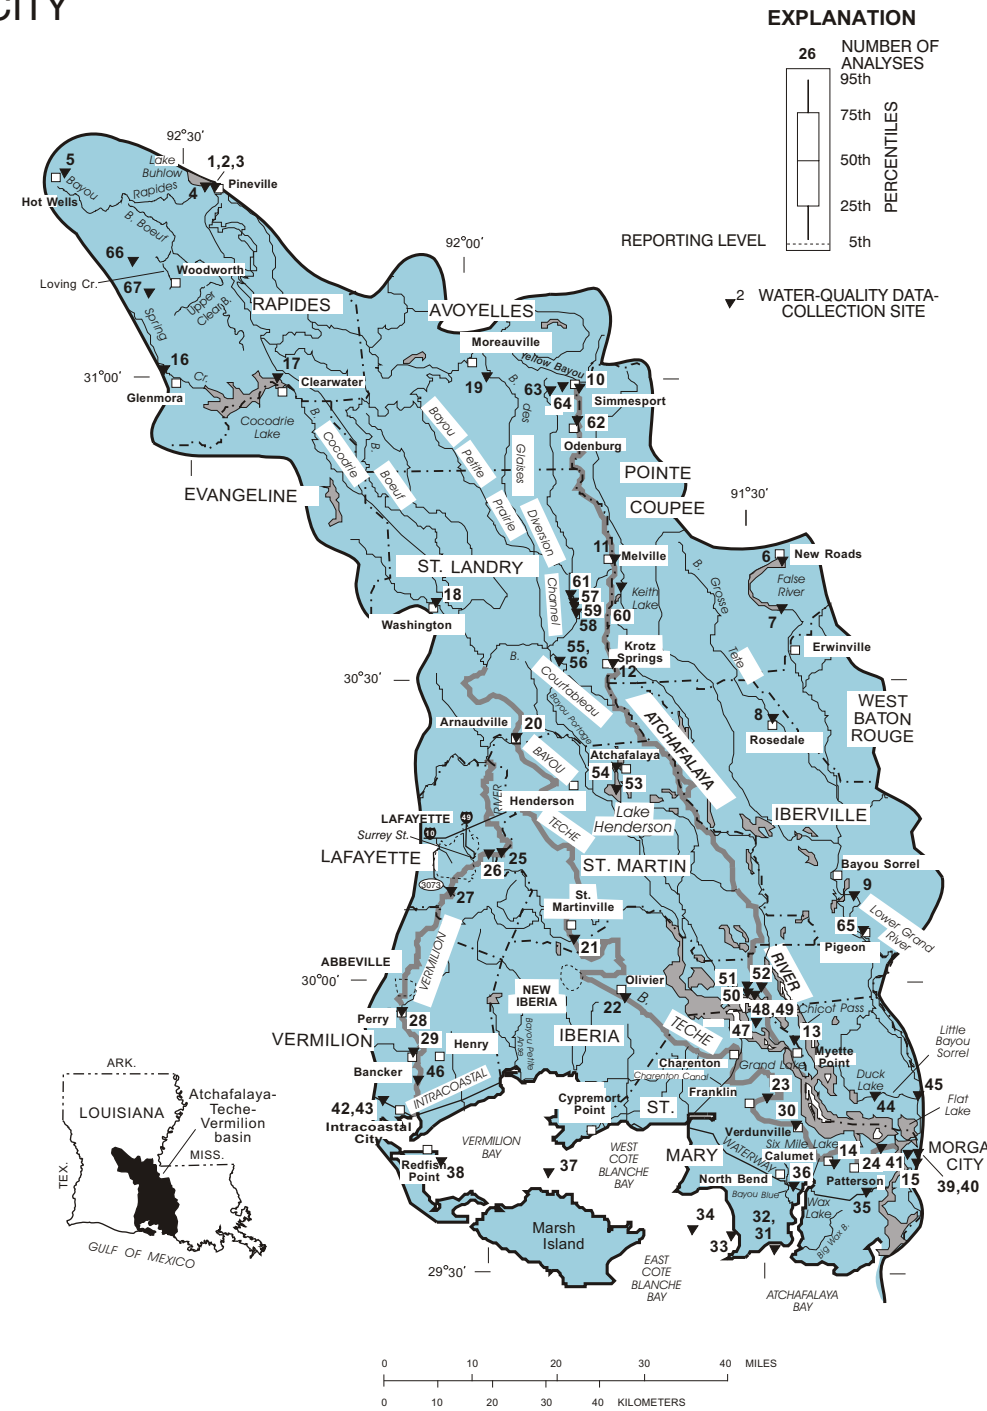 CITY
EXPLANATION
26
NUMBER OF
ANALYSES
95th
75th
50th
25th
5th
PERCENTILES
REPORTING LEVEL
2 WATER-QUALITY DATA-
COLLECTION SITE
92°30′
5
Bayou
Rapides
Hot Wells
Lake
Buhlow
1,2,3
4
Pineville
B. Boeuf
66
Loving Cr.
67
Woodworth
Upper
Clear B.
Spring
Cr.
RAPIDES
92°00′
AVOYELLES
Moreauville
Yellow Bayou
16
31°00′
Glenmora
17
Clearwater
Cocodrie
Lake
19
B.
des
Glaises
63
64
10
Simmesport
62
Odenburg
B.
Cocodrie
B.
Boeuf
Bayou
Petite
Prairie
Diversion
Channel
EVANGELINE
POINTE
COUPEE
91°30′
11
Melville
6
New Roads
False
River
7
Erwinville
ST. LANDRY
B.
Grosse
Tete
18
Washington
61
57
59
58
Keith
Lake
60
55,
56
Krotz
Springs
12
B.
Courtableau
Bayou Portage
30°30′
ATCHAFALAYA
WEST
BATON
ROUGE
8
Rosedale
Arnaudville
20
BAYOU
TECHE
Atchafalaya
54
53
Henderson
Lake
Henderson
RIVER
IBERVILLE
LAFAYETTE
49
10
Surrey St.
LAFAYETTE
25
26
3073
27
ST. MARTIN
St.
Martinville
21
Bayou Sorrel
9
65
Lower Grand
River
Pigeon
VERMILION
ABBEVILLE
30°00′
RIVER
NEW
IBERIA
Olivier
22
B.
TECHE
51
52
50
48,49
47
Chicot Pass
13
Perry
28
VERMILION
29
Henry
Bancker
46
IBERIA
Bayou Petite
Anse
Charenton
Charenton Canal
Grand Lake
Myette
Point
Little
Bayou
Sorrel
Duck
Lake
44
45
Flat
Lake
INTRACOASTAL
42,43
Intracoastal
City
Franklin
23
30
Cypremort
Point
ST.
MARY
Verdunville
Six Mile Lake
WATERWAY
Calumet
14
24
41
MORGA
CITY
15
39,40
VERMILION
BAY
WEST
COTE
BLANCHE
BAY
Redfish
Point
38
37
North Bend
36
Bayou Blue
Patterson
35
Wax
Lake
Big Wax B.
34
33
32,
31
Marsh
Island
29°30′
EAST
COTE
BLANCHE
BAY
ATCHAFALAYA
BAY
ARK.
LOUISIANA
Atchafalaya-
Teche-
Vermilion
basin
MISS.
TEX.
GULF OF MEXICO
0 10 20 30 40 MILES
0 10 20 30 40 KILOMETERS